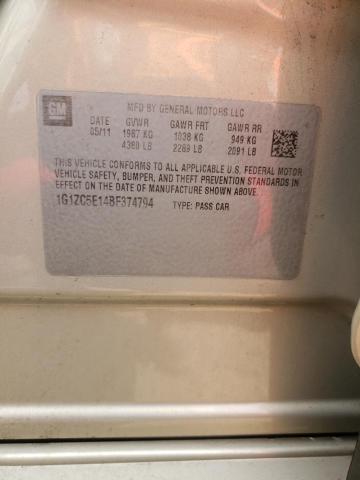 GM
MFD BY GENERAL MOTORS LLC
DATE GVWR GAWR FRT GAWR RR
05/11 1987 KG 1038 KG 949 KG
4380 LB 2289 LB 2091 LB
THIS VEHICLE CONFORMS TO ALL APPLICABLE U.S. FEDERAL MOTOR
VEHICLE SAFETY, BUMPER, AND THEFT PREVENTION STANDARDS IN
EFFECT ON THE DATE OF MANUFACTURE SHOWN ABOVE.
1G1ZC5E14BF374794 TYPE: PASS CAR